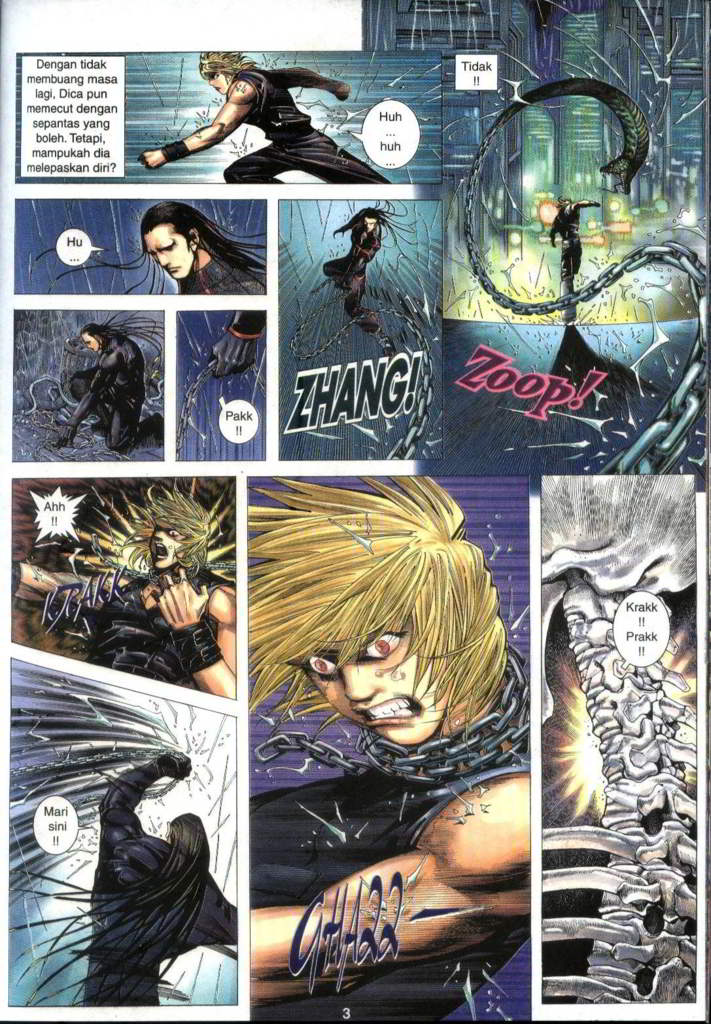 Dengan tidak
membuang masa
lagi, Dica pun
memecut dengan
sepantas yang
boleh. Tetapi,
mampukah dia
melepaskan diri?
Huh
...
huh
...
Tidak
!!
Hu
...
Pakk
!!
ZHANG!
Zoop!
Ahh
!!
KRAKK
Mari
sini
!!
GHAZZ
Krakk
!!
Prakk
!!
3